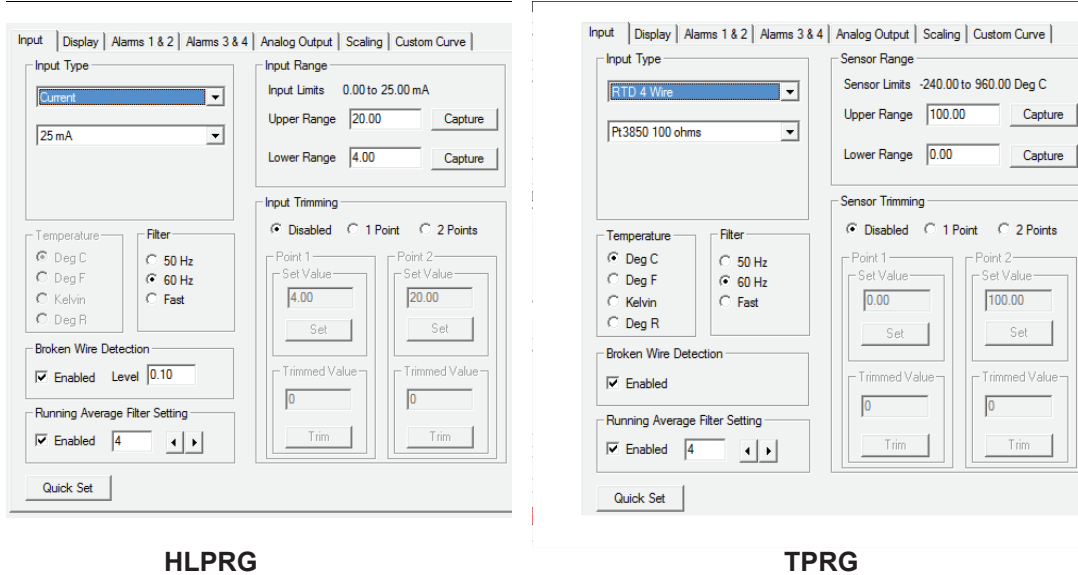 Input Display Alarms 1 & 2 Alarms 3 & 4 Analog Output Scaling Custom Curve
Input Type
Current
25 mA
Input Range
Input Limits 0.00 to 25.00 mA
Upper Range 20.00 Capture
Lower Range 4.00 Capture
Temperature
Deg C
Deg F
Kelvin
Deg R
Filter
50 Hz
60 Hz
Fast
Input Trimming
Disabled 1 Point 2 Points
Point 1
Set Value
4.00
Set
Trimmed Value
0
Trim
Point 2
Set Value
20.00
Set
Trimmed Value
0
Trim
Broken Wire Detection
Enabled Level 0.10
Running Average Filter Setting
Enabled 4
Quick Set
HLPRG
Input Display Alarms 1 & 2 Alarms 3 & 4 Analog Output Scaling Custom Curve
Input Type
RTD 4 Wire
Pt3850 100 ohms
Sensor Range
Sensor Limits -240.00 to 960.00 Deg C
Upper Range 100.00 Capture
Lower Range 0.00 Capture
Temperature
Deg C
Deg F
Kelvin
Deg R
Filter
50 Hz
60 Hz
Fast
Sensor Trimming
Disabled 1 Point 2 Points
Point 1
Set Value
0.00
Set
Trimmed Value
0
Trim
Point 2
Set Value
100.00
Set
Trimmed Value
0
Trim
Broken Wire Detection
Enabled
Running Average Filter Setting
Enabled 4
Quick Set
TPRG